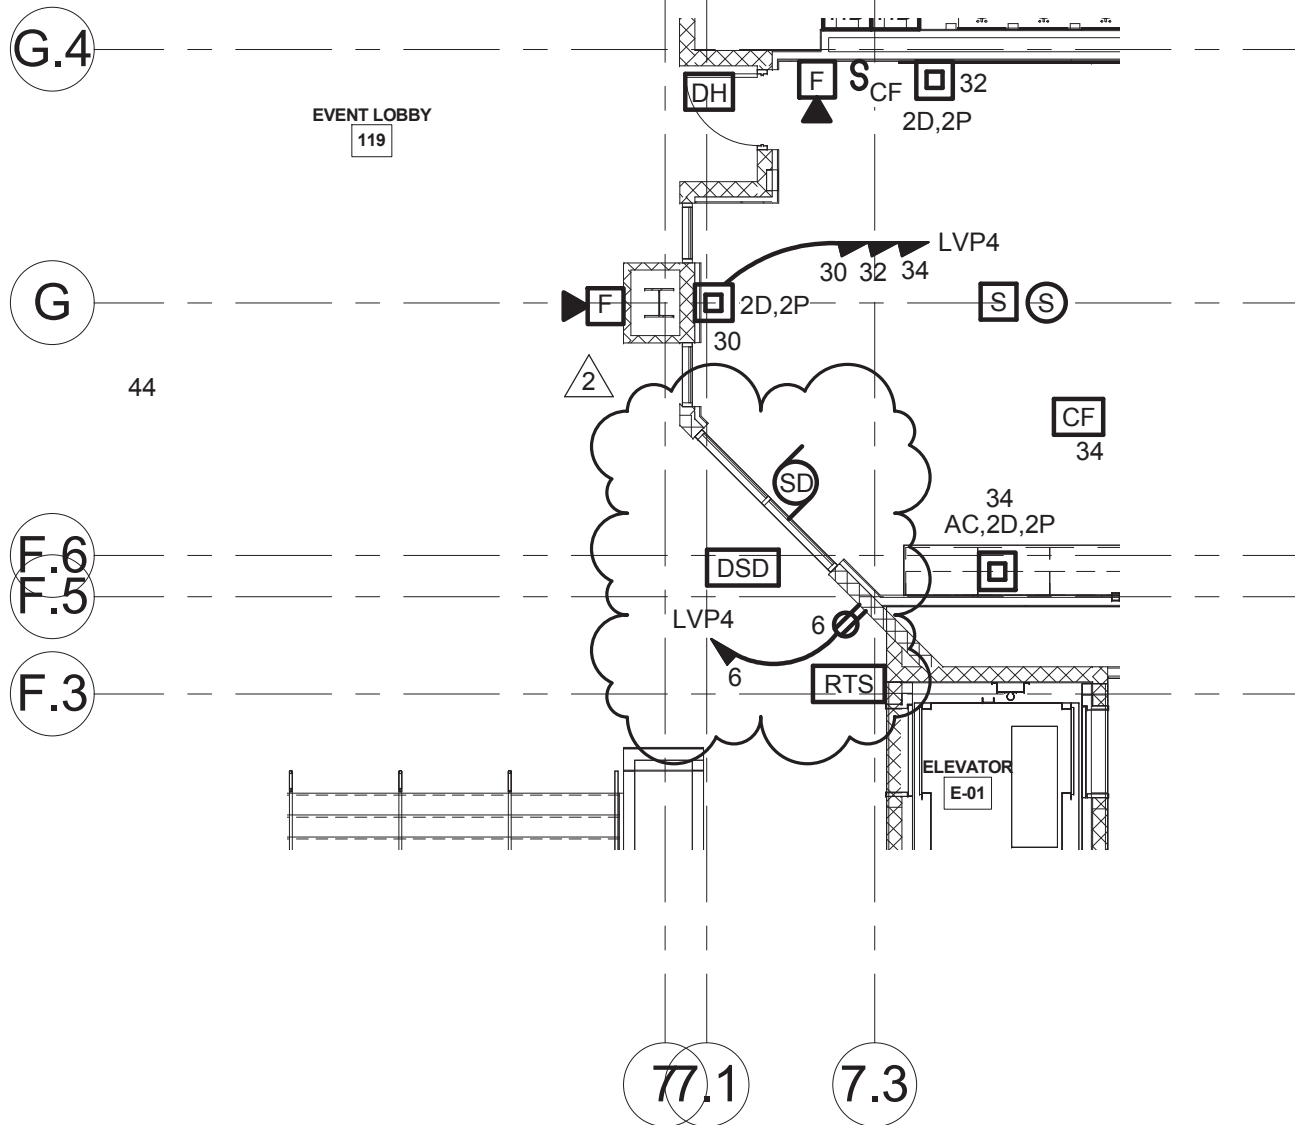 G.4
DH
F
S
CF
32
2D,2P
EVENT LOBBY
119
LVP4
30
32
34
G
F
2D,2P
S
S
30
2
44
CF
34
SD
34
AC,2D,2P
F.6
DSD
F.5
LVP4
6
6
RTS
F.3
ELEVATOR
E-01
7
7.1
7.3